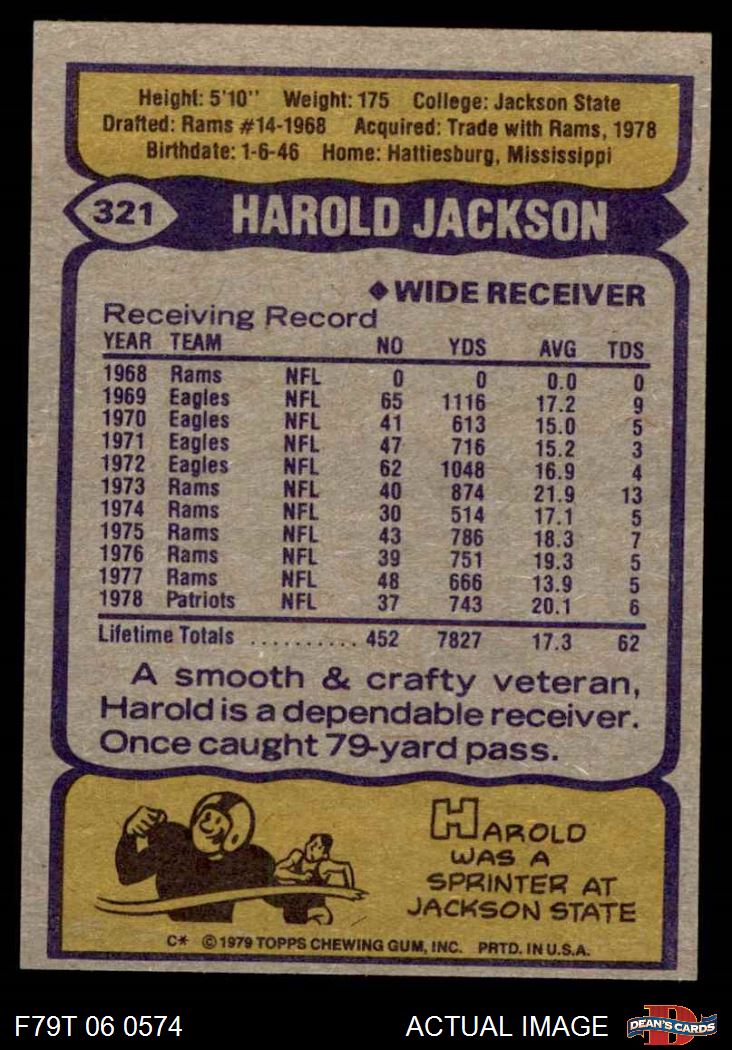 Height: 5'10" Weight: 175 College: Jackson State
Drafted: Rams #14-1968 Acquired: Trade with Rams, 1978
Birthdate: 1-6-46 Home: Hattiesburg, Mississippi
321 HAROLD JACKSON
◆ WIDE RECEIVER
Receiving Record
YEAR TEAM NO YDS AVG TDS
1968 Rams NFL 0 0 0.0 0
1969 Eagles NFL 65 1116 17.2 9
1970 Eagles NFL 41 613 15.0 5
1971 Eagles NFL 47 716 15.2 3
1972 Eagles NFL 62 1048 16.9 4
1973 Rams NFL 40 874 21.9 13
1974 Rams NFL 30 514 17.1 5
1975 Rams NFL 43 786 18.3 7
1976 Rams NFL 39 751 19.3 5
1977 Rams NFL 48 666 13.9 5
1978 Patriots NFL 37 743 20.1 6
Lifetime Totals .......... 452 7827 17.3 62
A smooth & crafty veteran,
Harold is a dependable receiver.
Once caught 79-yard pass.
HAROLD
WAS A
SPRINTER AT
JACKSON STATE
C* © 1979 TOPPS CHEWING GUM, INC. PRTD. IN U.S.A.
F79T 06 0574 ACTUAL IMAGE D DEAN'S CARDS